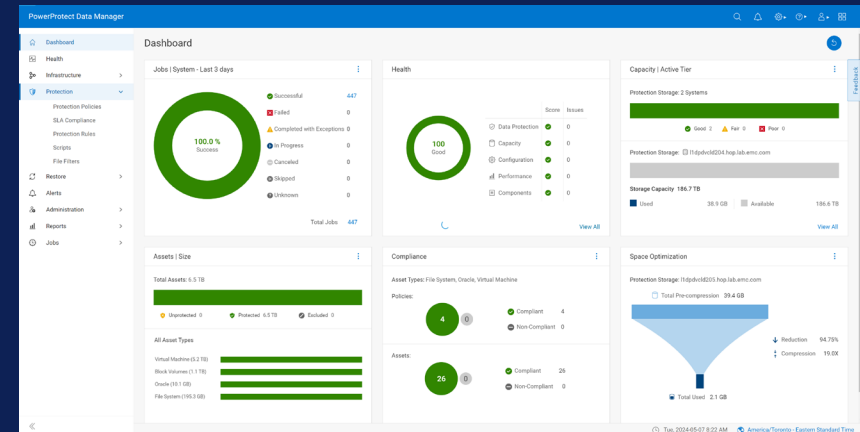 PowerProtect Data Manager
Dashboard
Health
Infrastructure
Protection
Protection Policies
SLA Compliance
Protection Rules
Scripts
File Filters
Restore
Alerts
Administration
Reports
Jobs
Dashboard
Feedback
Jobs | System - Last 3 days
100.0 %
Success
Successful 447
Failed 0
Completed with Exceptions 0
In Progress 0
Canceled 0
Skipped 0
Unknown 0
Total Jobs 447
Health
100
Good
Score Issues
Data Protection 0
Capacity 0
Configuration 0
Performance 0
Components 0
View All
Capacity | Active Tier
Protection Storage: 2 Systems
Good 2 Fair 0 Poor 0
Protection Storage: l1dpdvcld204.hop.lab.emc.com
Storage Capacity 186.7 TB
Used 38.9 GB Available 186.6 TB
View All
Assets | Size
Total Assets: 6.5 TB
Unprotected 0 Protected 6.5 TB Excluded 0
All Asset Types
Virtual Machine (5.2 TB)
Block Volumes (1.1 TB)
Oracle (19.1 GB)
File System (195.3 GB)
Compliance
Asset Types: File System, Oracle, Virtual Machine
Policies:
4 0
Compliant 4
Non-Compliant 0
Assets:
26 0
Compliant 26
Non-Compliant 0
Space Optimization
Protection Storage: l1dpdvcld203.hop.lab.emc.com
Total Pre-compression 39.4 GB
Reduction 94.75%
Compression 19.0X
Total Used 2.1 GB
Tue, 2024-05-07 8:22 AM America/Toronto - Eastern Standard Time